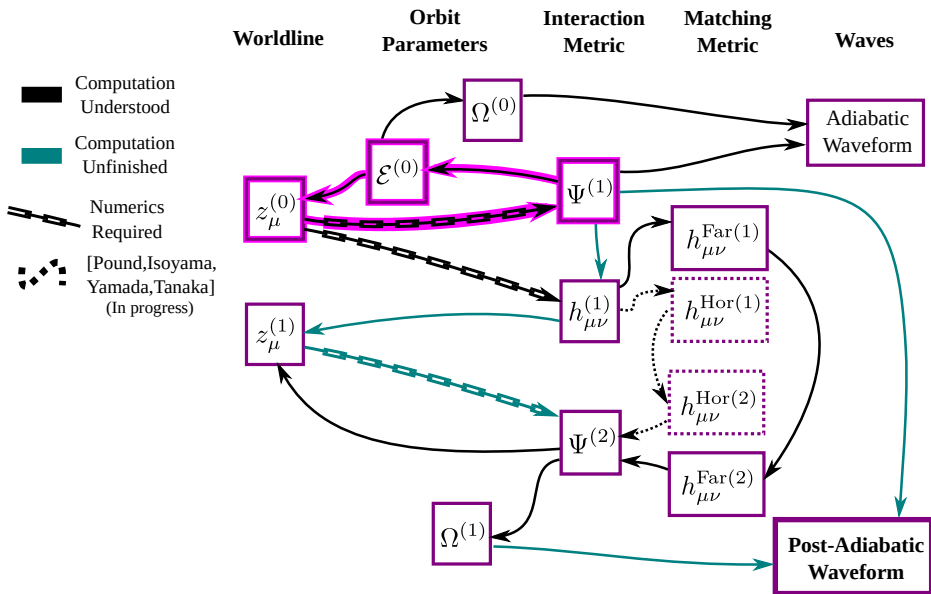 Worldline
Orbit
Parameters
Interaction
Metric
Matching
Metric
Waves
Computation
Understood
Computation
Unfinished
Numerics
Required
[Pound,Isoyama,
Yamada,Tanaka]
(In progress)
Ω^(0)
Adiabatic
Waveform
ℰ^(0)
z_μ^(0)
Ψ^(1)
h_μν^Far(1)
h_μν^(1)
h_μν^Hor(1)
z_μ^(1)
h_μν^Hor(2)
Ψ^(2)
h_μν^Far(2)
Ω^(1)
Post-Adiabatic
Waveform